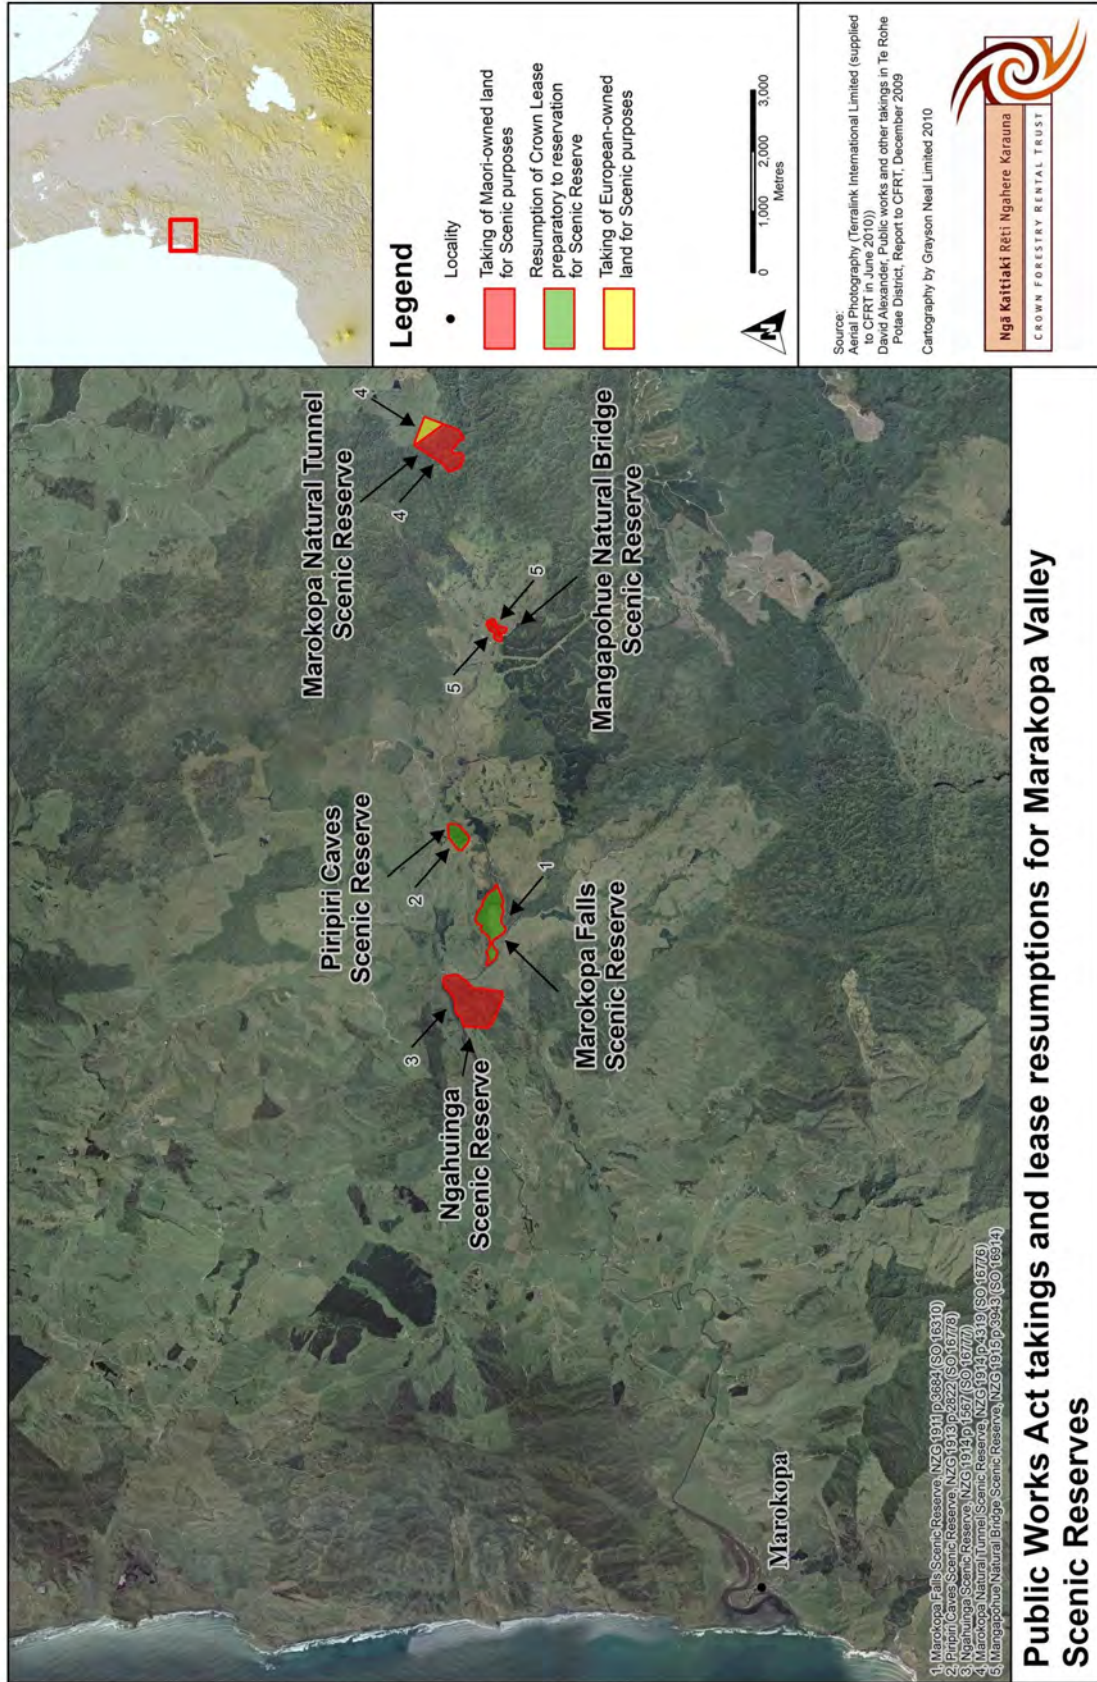 Marokopa Natural Tunnel
Scenic Reserve
4
4
5
5
Mangapohue Natural Bridge
Scenic Reserve
Piripiri Caves
Scenic Reserve
2
1
Marokopa Falls
Scenic Reserve
3
Ngahuinga
Scenic Reserve
Marokopa
1, Marokopa Falls Scenic Reserve, NZG 1911 p3684 (SO 16310)
2, Piripiri Caves Scenic Reserve, NZG 1913 p2822 (SO 16778)
3, Ngahuinga Scenic Reserve, NZG 1914 p1567 (SO 16777)
4, Marokopa Natural Tunnel Scenic Reserve, NZG 1914 p4319 (SO 16776)
5, Mangapohue Natural Bridge Scenic Reserve, NZG 1915 p3943 (SO 16914)
Legend
Locality
Taking of Maori-owned land
for Scenic purposes
Resumption of Crown Lease
preparatory to reservation
for Scenic Reserve
Taking of European-owned
land for Scenic purposes
N
0 1,000 2,000 3,000
Metres
Source:
Aerial Photography (Terralink International Limited (supplied
to CFRT in June 2010))
David Alexander, Public works and other takings in Te Rohe
Potae District, Report to CFRT, December 2009
Cartography by Grayson Neal Limited 2010
Ngā Kaitiaki Rēti Ngahere Karauna
CROWN FORESTRY RENTAL TRUST
Public Works Act takings and lease resumptions for Marakopa Valley
Scenic Reserves